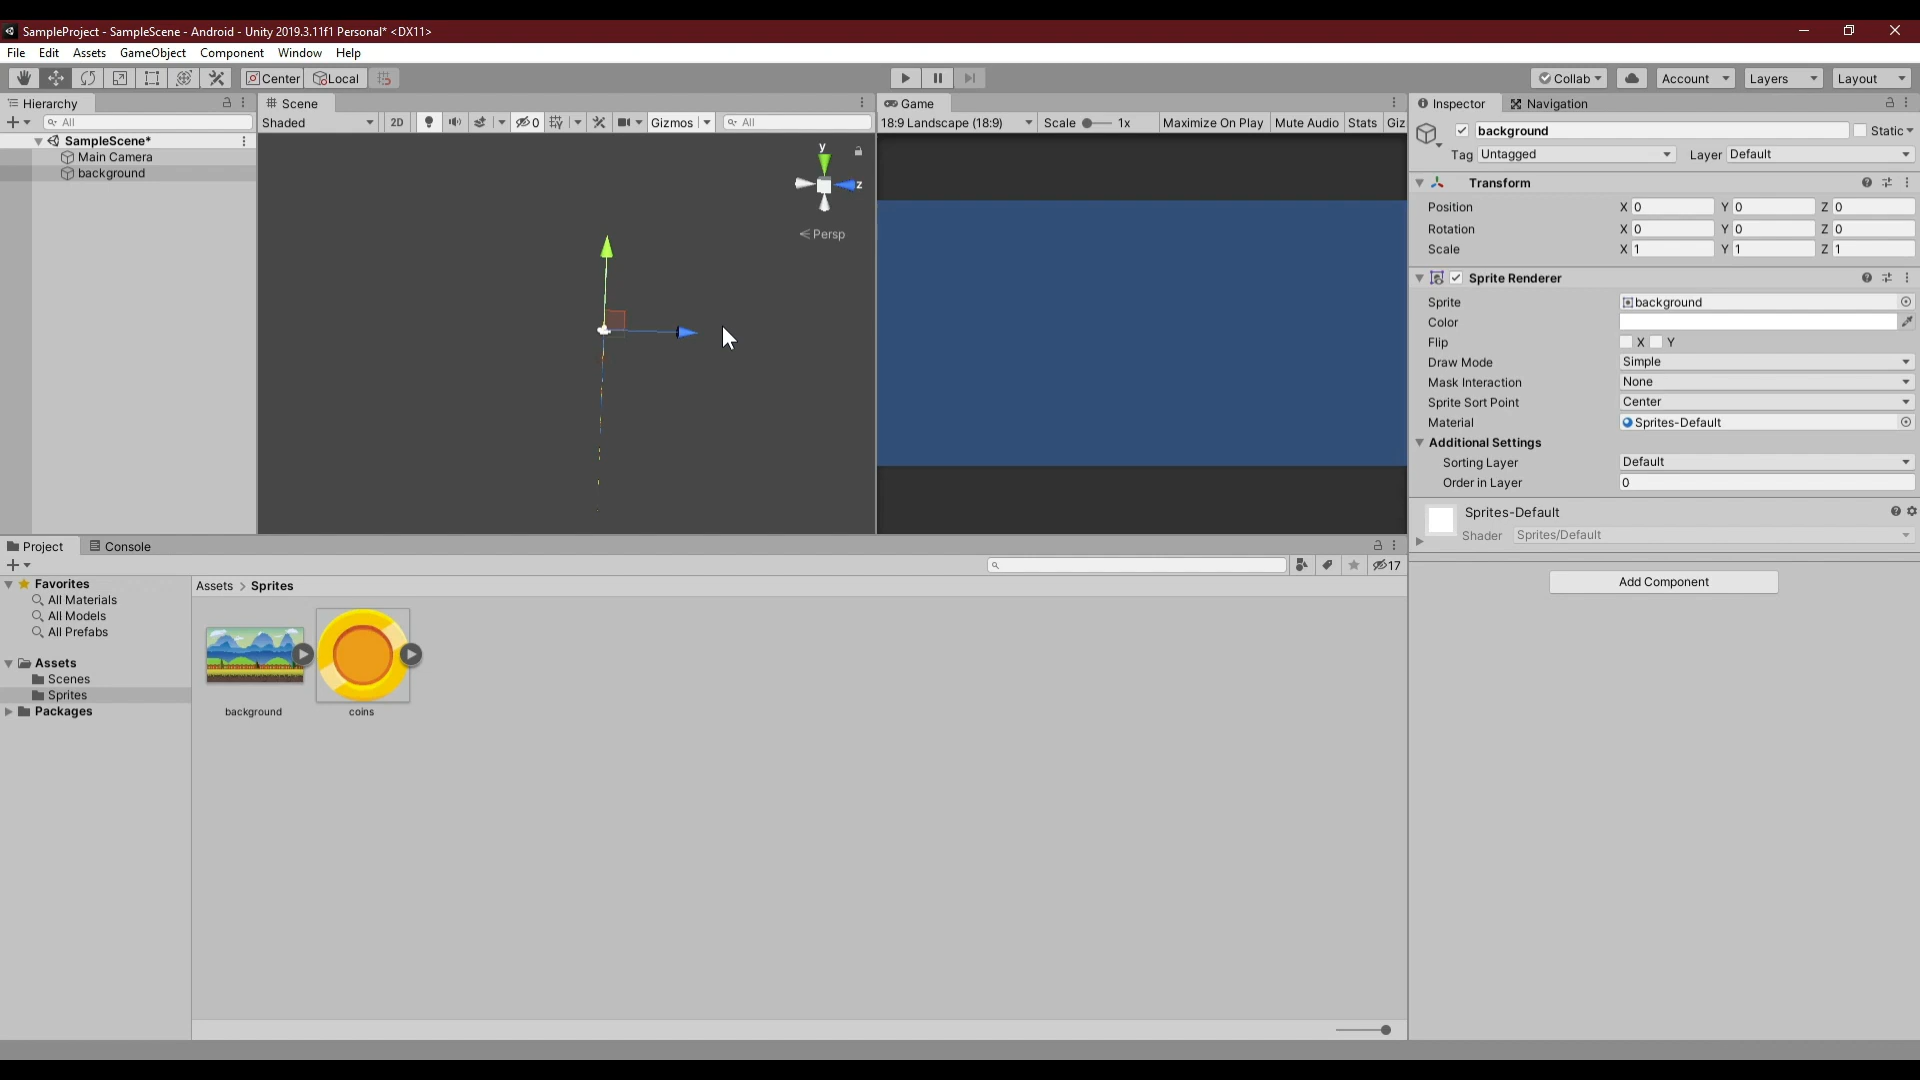 SampleProject - SampleScene - Android - Unity 2019.3.11f1 Personal* <DX11>
File Edit Assets GameObject Component Window Help
Center Local Collab Account Layers Layout
Hierarchy
All
SampleScene*
Main Camera
background
Scene
Shaded 2D 0 Gizmos All
y
z
Persp
Game
18:9 Landscape (18:9) Scale 1x Maximize On Play Mute Audio Stats Giz
Inspector Navigation
background Static
Tag Untagged Layer Default
Transform
Position X 0 Y 0 Z 0
Rotation X 0 Y 0 Z 0
Scale X 1 Y 1 Z 1
Sprite Renderer
Sprite background
Color
Flip X Y
Draw Mode Simple
Mask Interaction None
Sprite Sort Point Center
Material Sprites-Default
Additional Settings
Sorting Layer Default
Order in Layer 0
Sprites-Default
Shader Sprites/Default
Add Component
Project Console
17
Favorites
All Materials
All Models
All Prefabs
Assets
Scenes
Sprites
Packages
Assets > Sprites
background coins